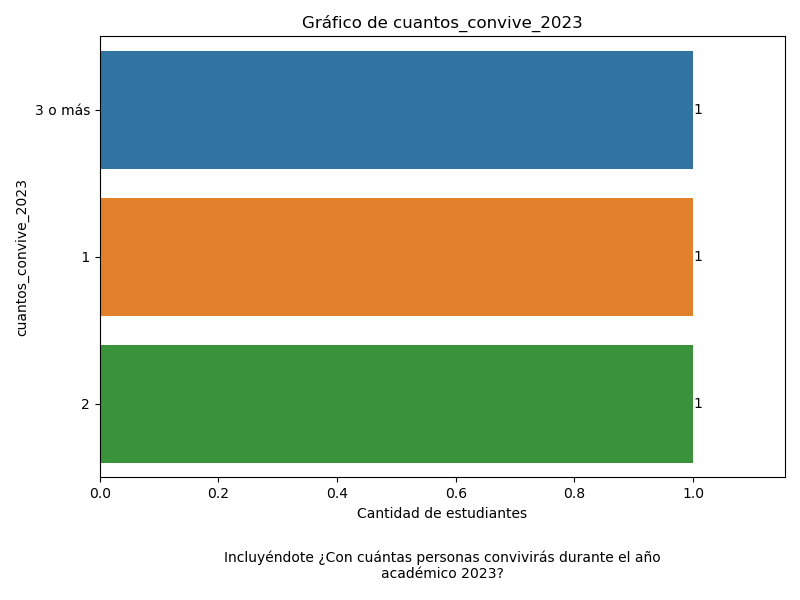 Gráfico de cuantos_convive_2023
cuantos_convive_2023
3 o más
1
1
1
2
1
0.0 0.2 0.4 0.6 0.8 1.0
Cantidad de estudiantes
Incluyéndote ¿Con cuántas personas convivirás durante el año
académico 2023?